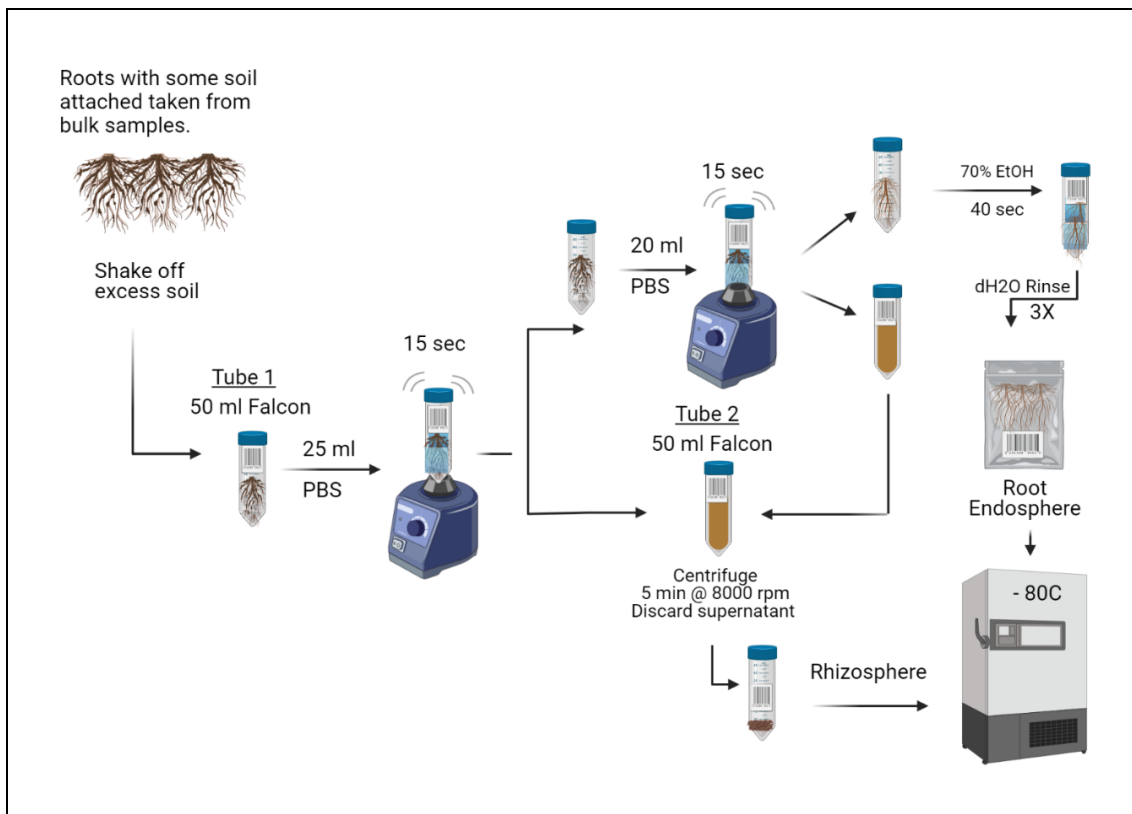 Roots with some soil
attached taken from
bulk samples.
Shake off
excess soil
Tube 1
50 ml Falcon
25 ml
PBS
15 sec
20 ml
PBS
15 sec
70% EtOH
40 sec
dH2O Rinse
3X
Tube 2
50 ml Falcon
Centrifuge
5 min @ 8000 rpm
Discard supernatant
Rhizosphere
Root
Endosphere
- 80C